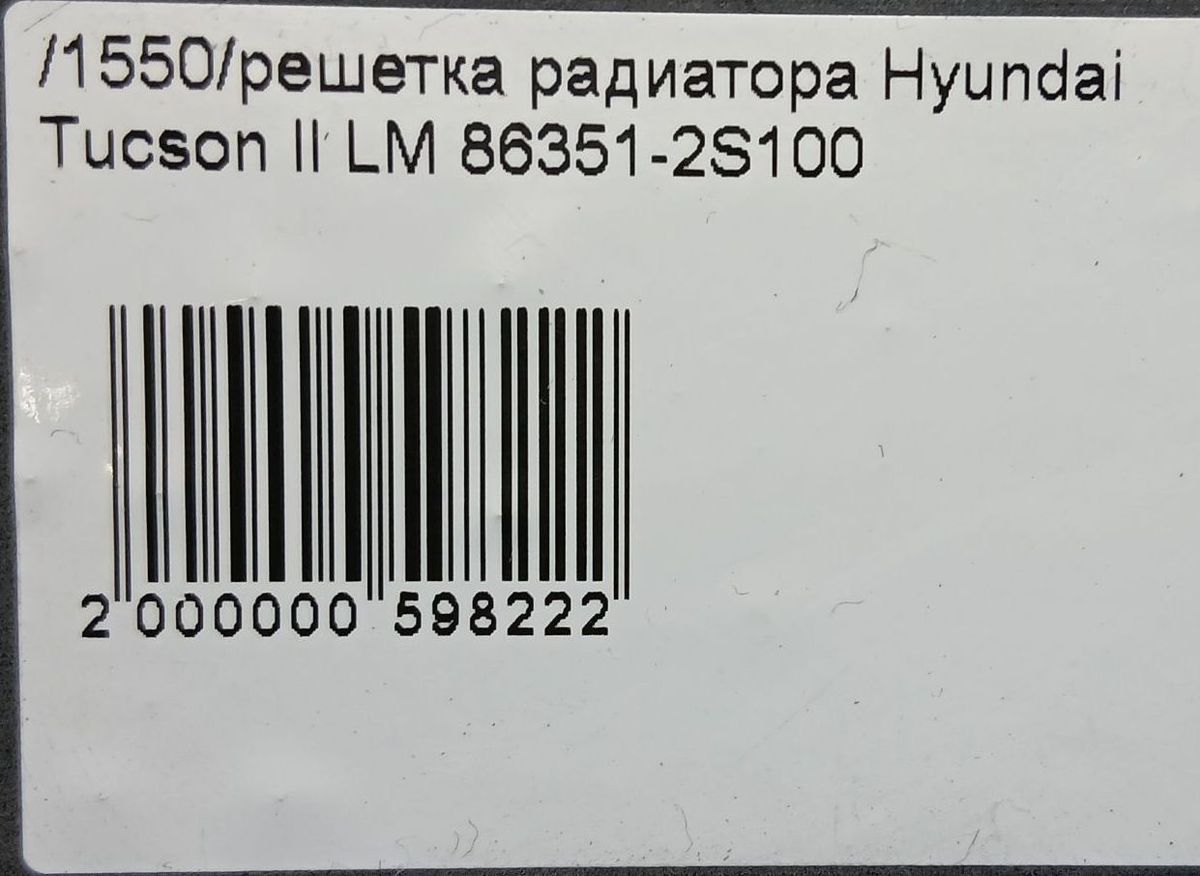 /1550/решетка радиатора Hyundai
Tucson II LM 86351-2S100
2 000000 598222